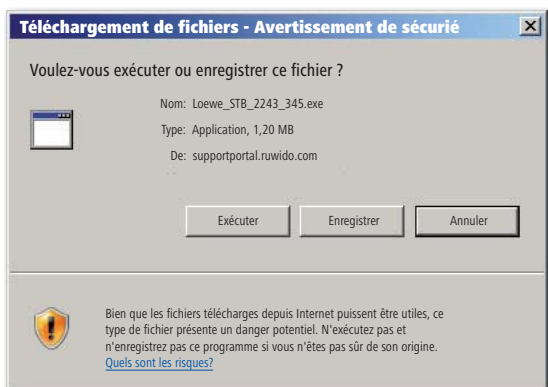 Téléchargement de fichiers - Avertissement de sécurié
Voulez-vous exécuter ou enregistrer ce fichier ?
Nom: Loewe_STB_2243_345.exe
Type: Application, 1,20 MB
De: supportportal.ruwido.com
Exécuter Enregistrer Annuler
Bien que les fichiers télécharges depuis Internet puissent être utiles, ce
type de fichier présente un danger potentiel. N'exécutez pas et
n'enregistrez pas ce programme si vous n'êtes pas sûr de son origine.
Quels sont les risques?